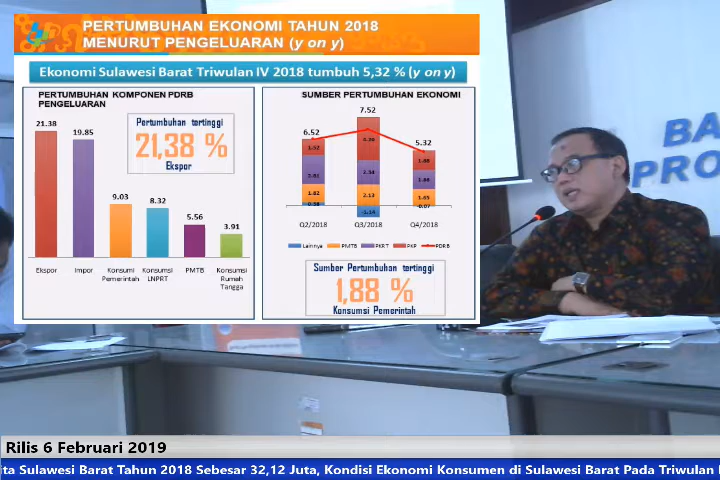 PERTUMBUHAN EKONOMI TAHUN 2018
MENURUT PENGELUARAN (y on y)
Ekonomi Sulawesi Barat Triwulan IV 2018 tumbuh 5,32 % (y on y)
PERTUMBUHAN KOMPONEN PDRB
PENGELUARAN
Pertumbuhan tertinggi
21,38 %
Ekspor
21.38
19.85
9.03
8.32
5.56
3.91
Ekspor
Impor
Konsumi
Pemerintah
Konsumsi
LNPRT
PMTB
Konsumsi
Rumah
Tangga
SUMBER PERTUMBUHAN EKONOMI
6.52
7.52
5.32
1.52
1.82
2.13
1.65
1.88
-1.14
-0.07
Q2/2018
Q3/2018
Q4/2018
Lainnya
PMTB
PKRT
PKP
PDRB
Sumber Pertumbuhan tertinggi
1,88 %
Konsumsi Pemerintah
BA
PRO
Rilis 6 Februari 2019
ita Sulawesi Barat Tahun 2018 Sebesar 32,12 Juta, Kondisi Ekonomi Konsumen di Sulawesi Barat Pada Triwulan